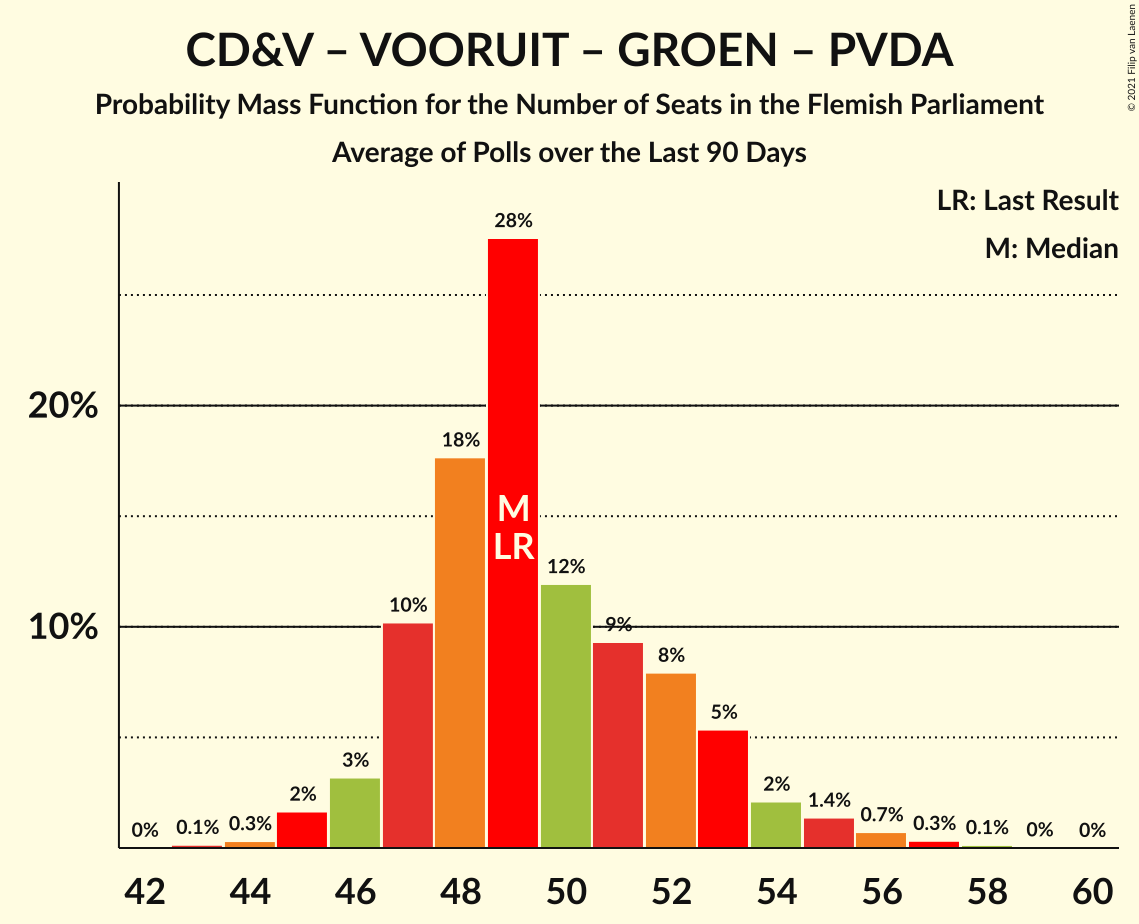 CD&V – VOORUIT – GROEN – PVDA
Probability Mass Function for the Number of Seats in the Flemish Parliament
Average of Polls over the Last 90 Days
© 2021 Filip van Laenen
LR: Last Result
M: Median
20%
10%
0%
0.1%
0.3%
2%
3%
10%
18%
28%
M
LR
12%
9%
8%
5%
2%
1.4%
0.7%
0.3%
0.1%
0%
0%
42 44 46 48 50 52 54 56 58 60